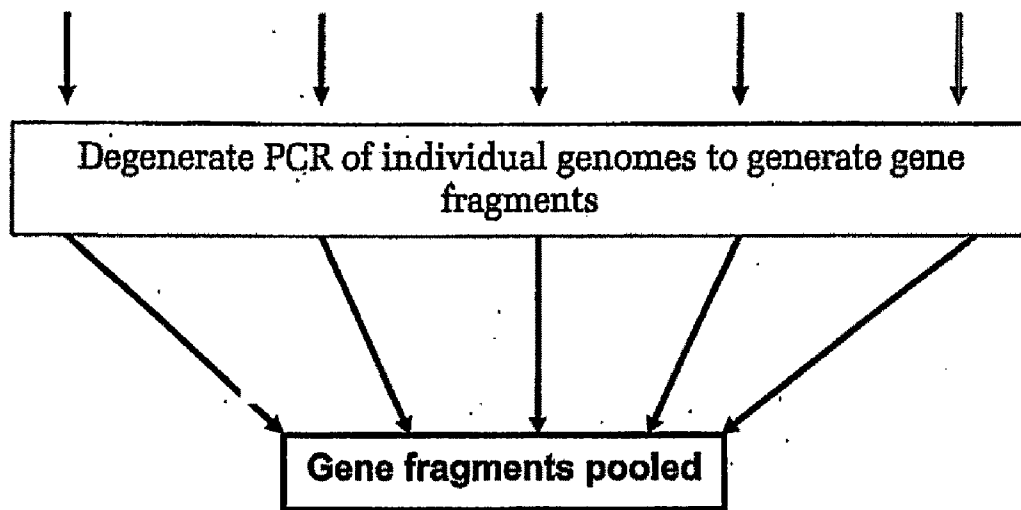 Degenerate PCR of individual genomes to generate gene
fragments
Gene fragments pooled